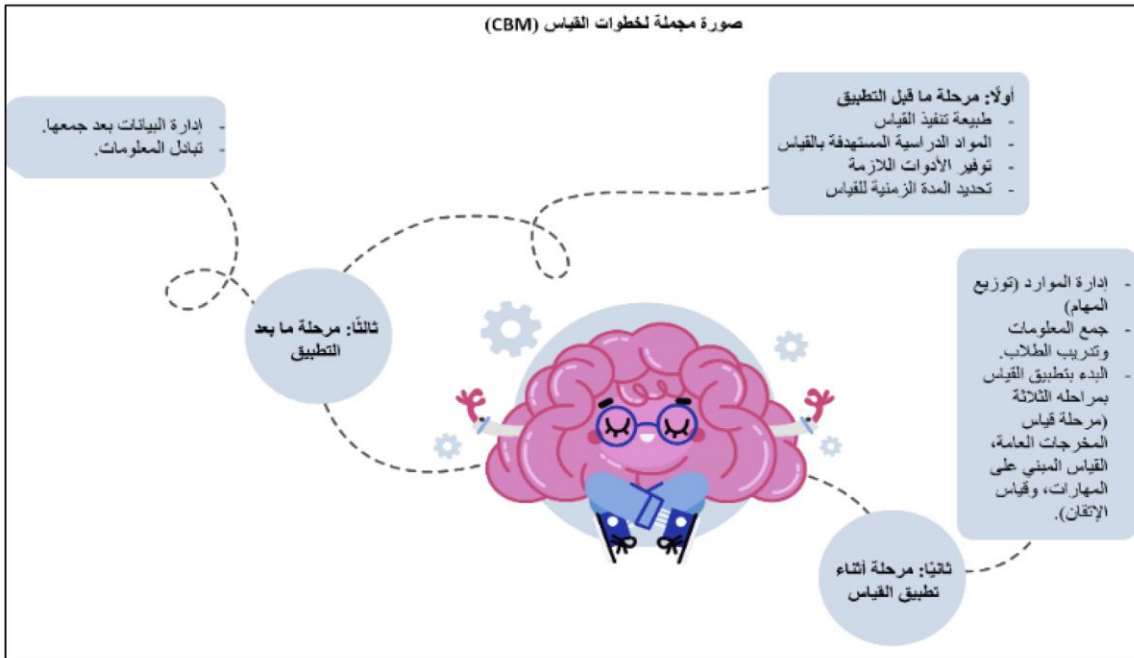 صورة مجملة لخطوات القياس (CBM)
أولًا: مرحلة ما قبل التطبيق
- طبيعة تنفيذ القياس
- المواد الدراسية المستهدفة بالقياس
- توفير الأدوات اللازمة
- تحديد المدة الزمنية للقياس
ثانيًا: مرحلة أثناء
تطبيق القياس
- إدارة الموارد (توزيع
المهام)
- جمع المعلومات
وتدريب الطلاب.
- البدء بتطبيق القياس
بمراحله الثلاثة
(مرحلة قياس
المخرجات العامة،
القياس المبني على
المهارات، وقياس
الإتقان).
ثالثًا: مرحلة ما بعد
التطبيق
- إدارة البيانات بعد جمعها.
- تبادل المعلومات.